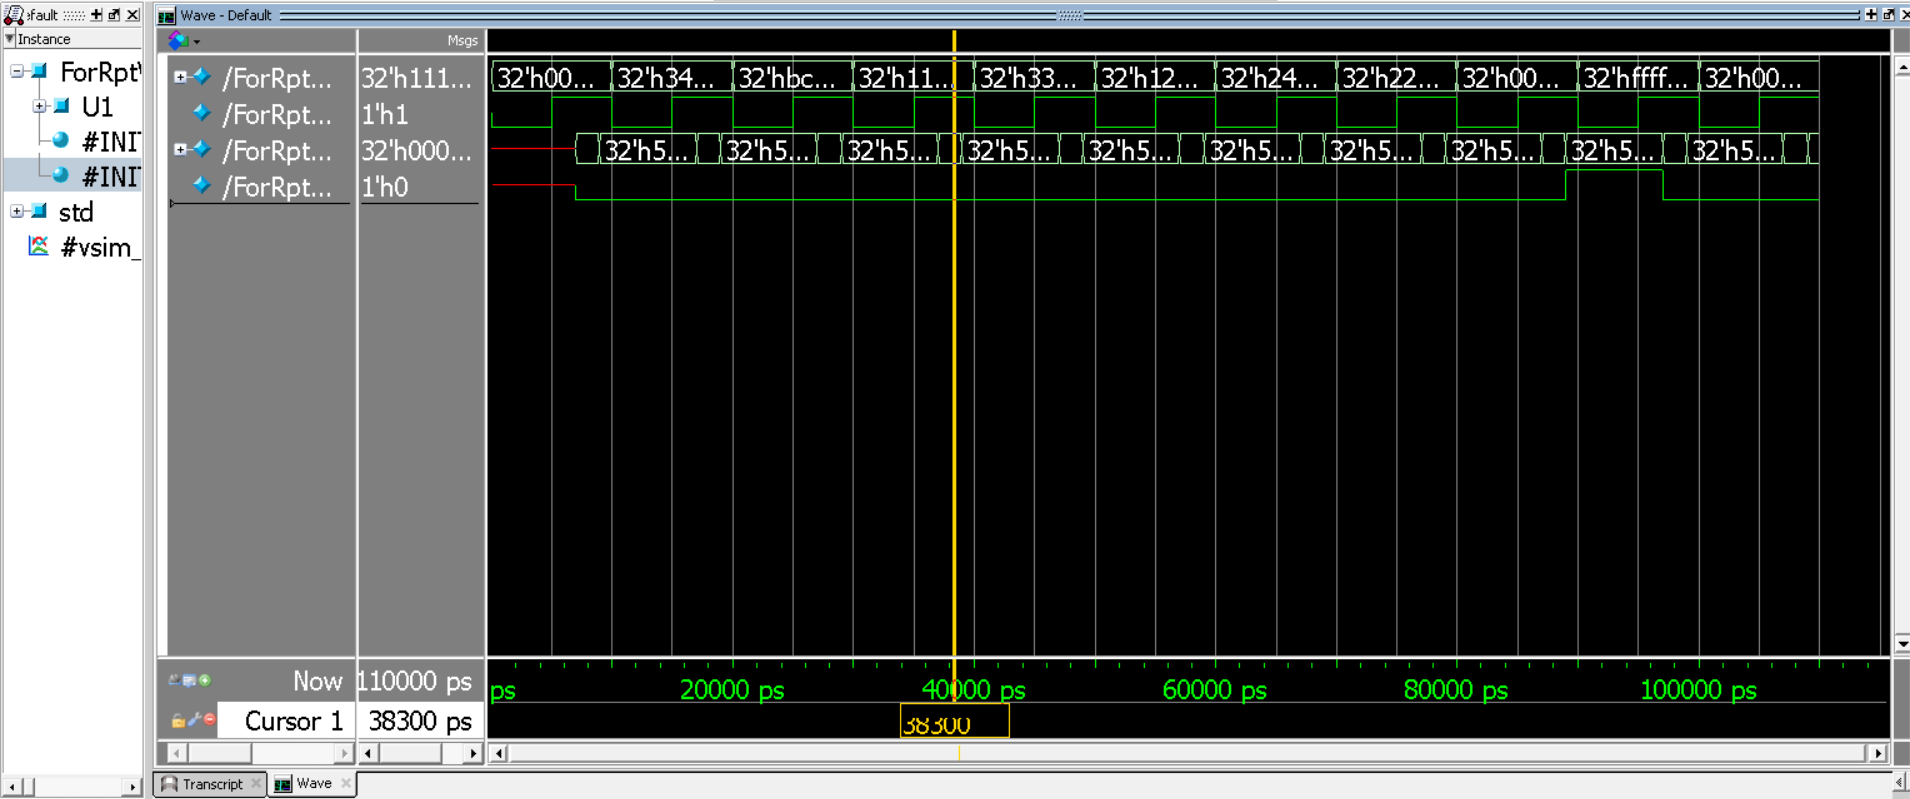 efault
Wave - Default
Instance
Msgs
ForRptW
U1
#INIT
#INIT
std
#vsim_
/ForRpt... 32'h111... 32'h00... 32'h34... 32'hbc... 32'h11... 32'h33... 32'h12... 32'h24... 32'h22... 32'h00... 32'hffff... 32'h00...
/ForRpt... 1'h1
/ForRpt... 32'h000... 32'h5... 32'h5... 32'h5... 32'h5... 32'h5... 32'h5... 32'h5... 32'h5... 32'h5... 32'h5...
/ForRpt... 1'h0
Now 110000 ps
ps 20000 ps 40000 ps 60000 ps 80000 ps 100000 ps
Cursor 1 38300 ps
38300
Transcript
Wave